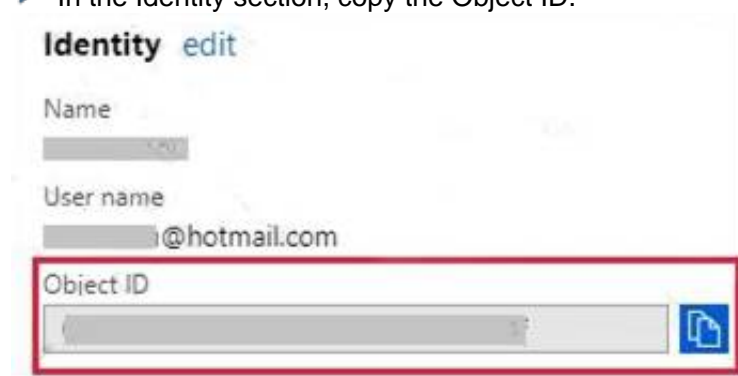 In the Identity section, copy the Object ID.
Identity edit
Name
User name
@hotmail.com
Object ID